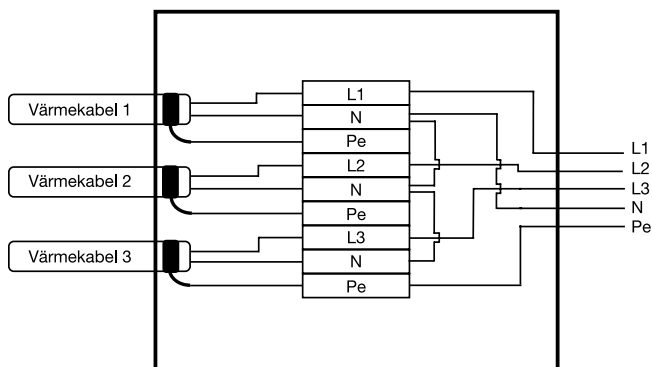 Värmekabel 1
Värmekabel 2
Värmekabel 3
L1
N
Pe
L2
N
Pe
L3
N
Pe
L1
L2
L3
N
Pe